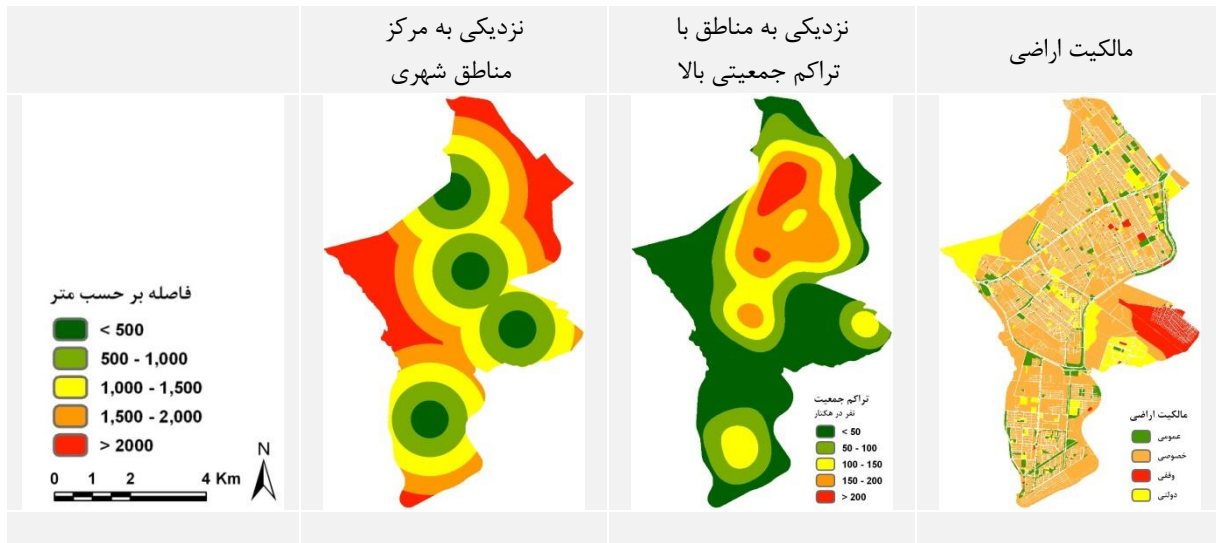 مالکیت اراضی
نزدیکی به مناطق با
تراکم جمعیتی بالا
نزدیکی به مرکز
مناطق شهری
مالکیت اراضی
عمومی
خصوصی
وقفی
دولتی
تراکم جمعیت
نفر در هکتار
< 50
50 - 100
100 - 150
150 - 200
> 200
فاصله بر حسب متر
< 500
500 - 1,000
1,000 - 1,500
1,500 - 2,000
> 2000
N
0 1 2 4 Km